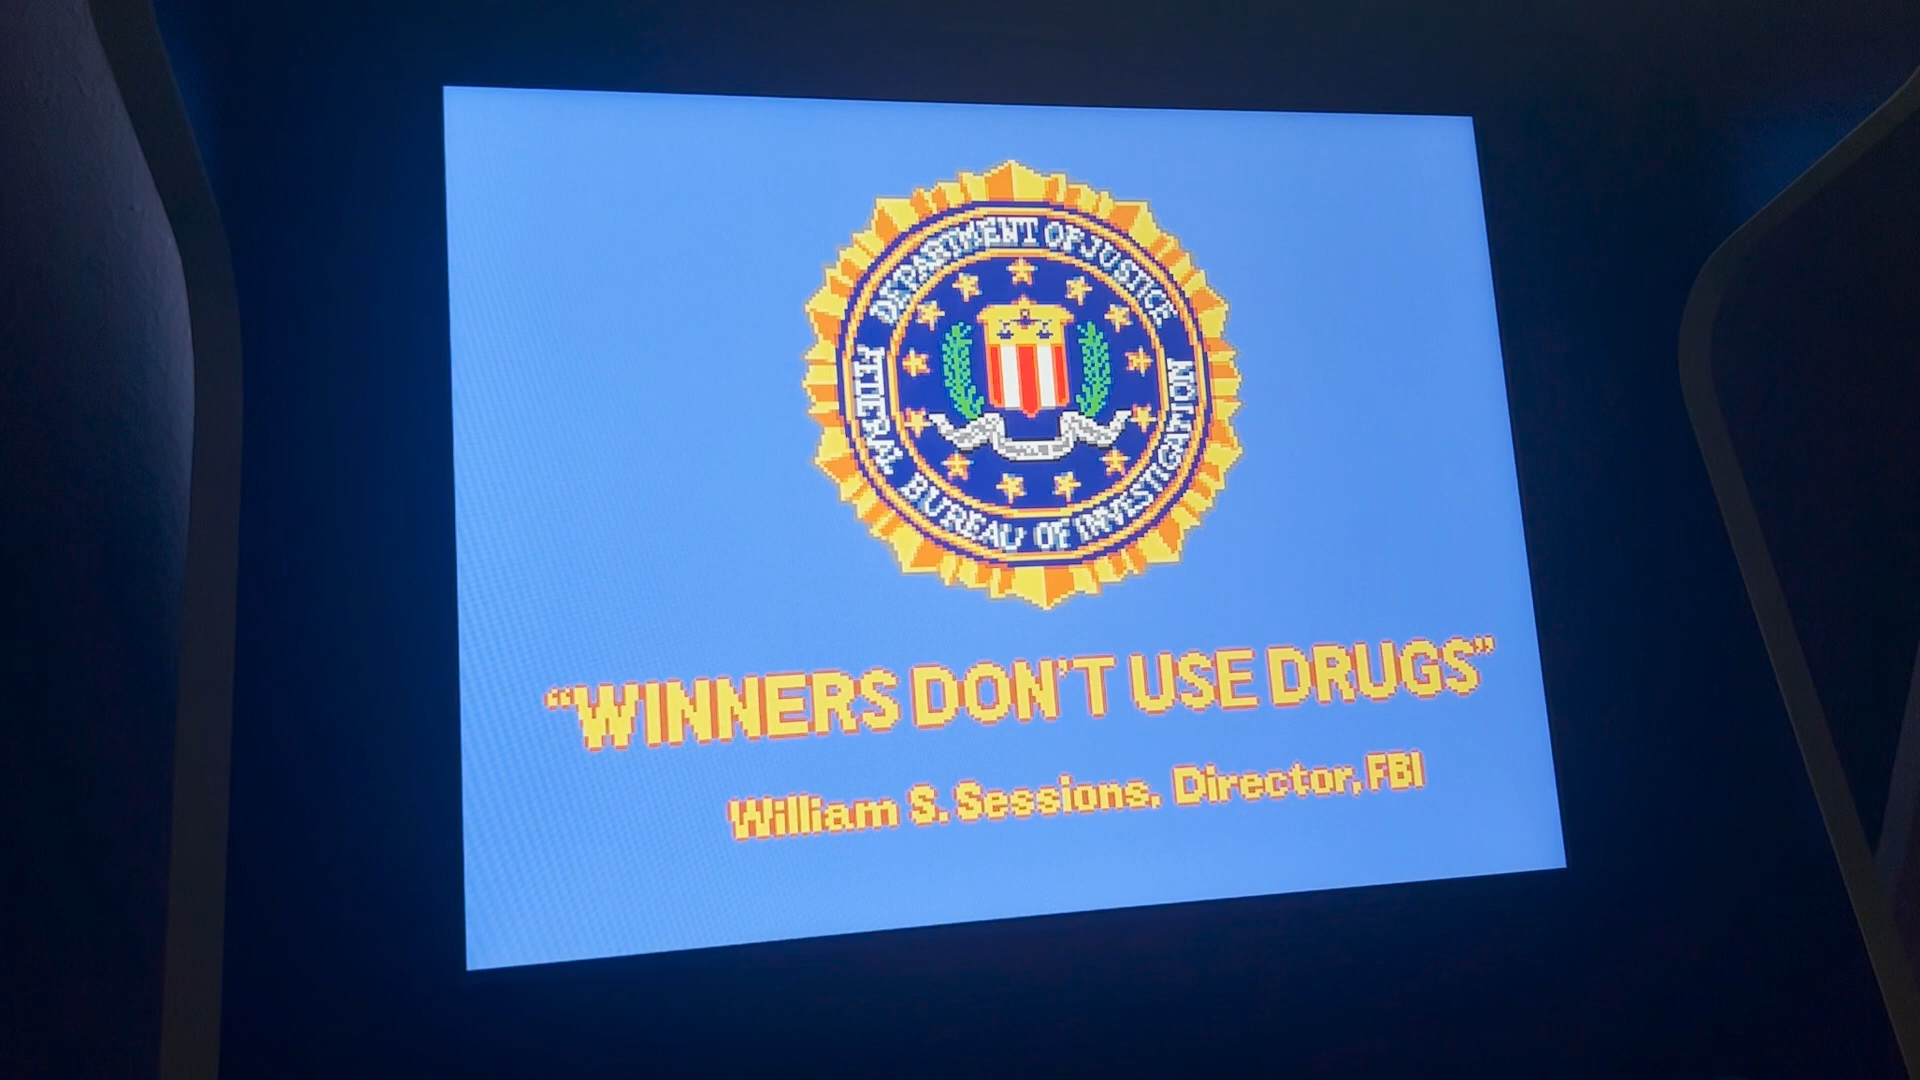 DEPARTMENT OF JUSTICE
FEDERAL BUREAU OF INVESTIGATION
“WINNERS DON'T USE DRUGS”
William S. Sessions, Director, FBI